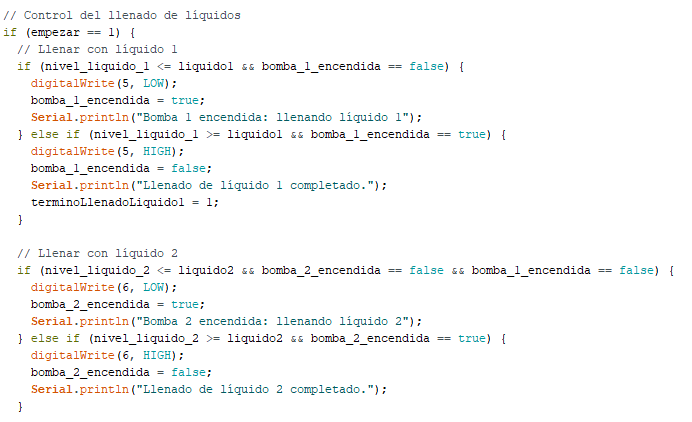 // Control del llenado de líquidos
if (empezar == 1) {
  // Llenar con líquido 1
  if (nivel_liquido_1 <= liquido1 && bomba_1_encendida == false) {
    digitalWrite(5, LOW);
    bomba_1_encendida = true;
    Serial.println("Bomba 1 encendida: llenando líquido 1");
  } else if (nivel_liquido_1 >= liquido1 && bomba_1_encendida == true) {
    digitalWrite(5, HIGH);
    bomba_1_encendida = false;
    Serial.println("Llenado de líquido 1 completado.");
    terminoLlenadoLiquido1 = 1;
  }

  // Llenar con líquido 2
  if (nivel_liquido_2 <= liquido2 && bomba_2_encendida == false && bomba_1_encendida == false) {
    digitalWrite(6, LOW);
    bomba_2_encendida = true;
    Serial.println("Bomba 2 encendida: llenando líquido 2");
  } else if (nivel_liquido_2 >= liquido2 && bomba_2_encendida == true) {
    digitalWrite(6, HIGH);
    bomba_2_encendida = false;
    Serial.println("Llenado de líquido 2 completado.");
  }